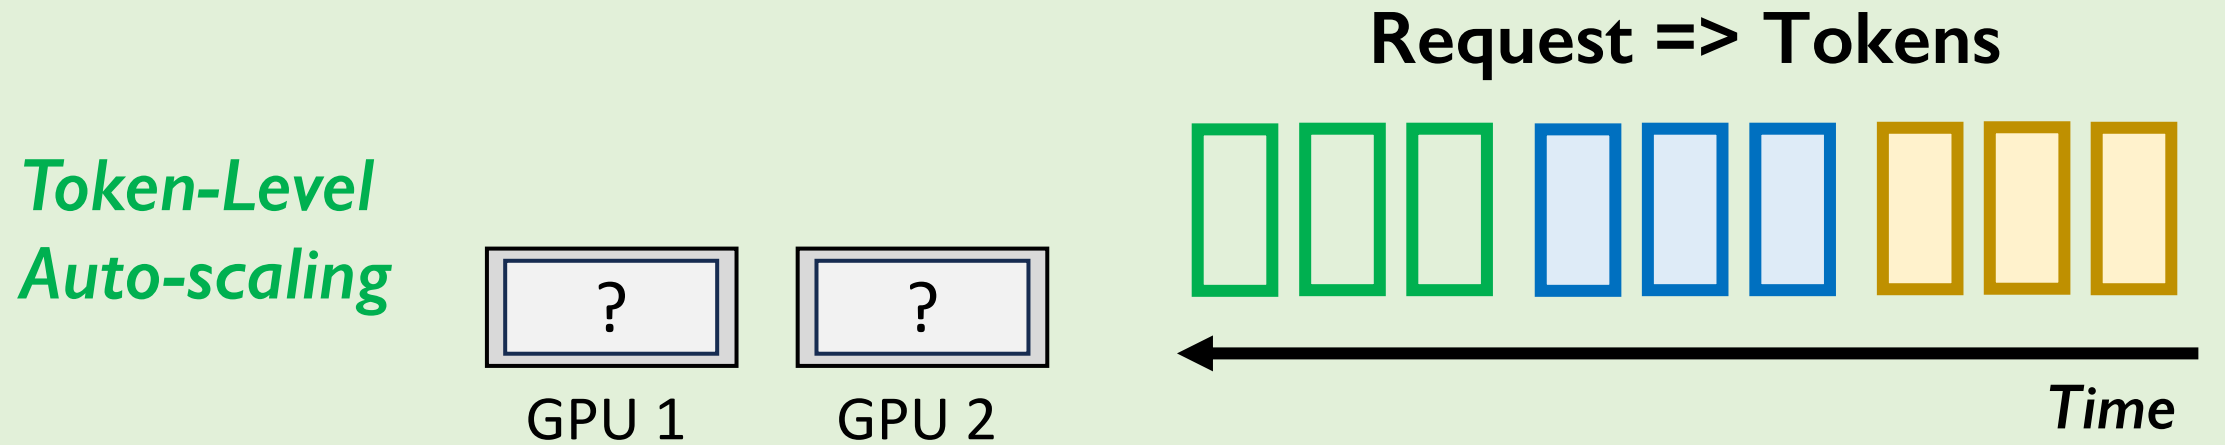 Request => Tokens
Token-Level
Auto-scaling
?
?
GPU 1
GPU 2
Time